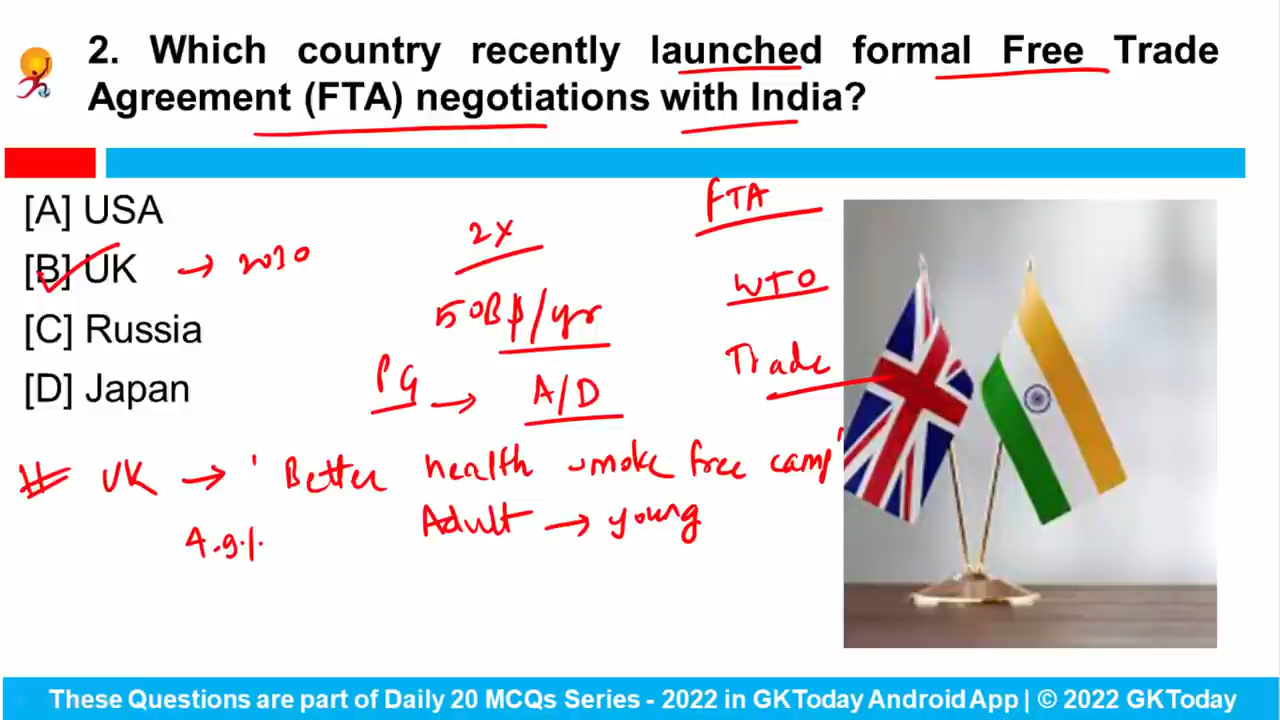 2. Which country recently launched formal Free Trade
Agreement (FTA) negotiations with India?
[A] USA
[B] UK → 2030
[C] Russia
[D] Japan
2X
50B$/yr
PG → A/D
FTA
WTO
Trade
# UK → 'Better health smoke free camp'
Adult → young
4.9%
These Questions are part of Daily 20 MCQs Series - 2022 in GKToday Android App | © 2022 GKToday